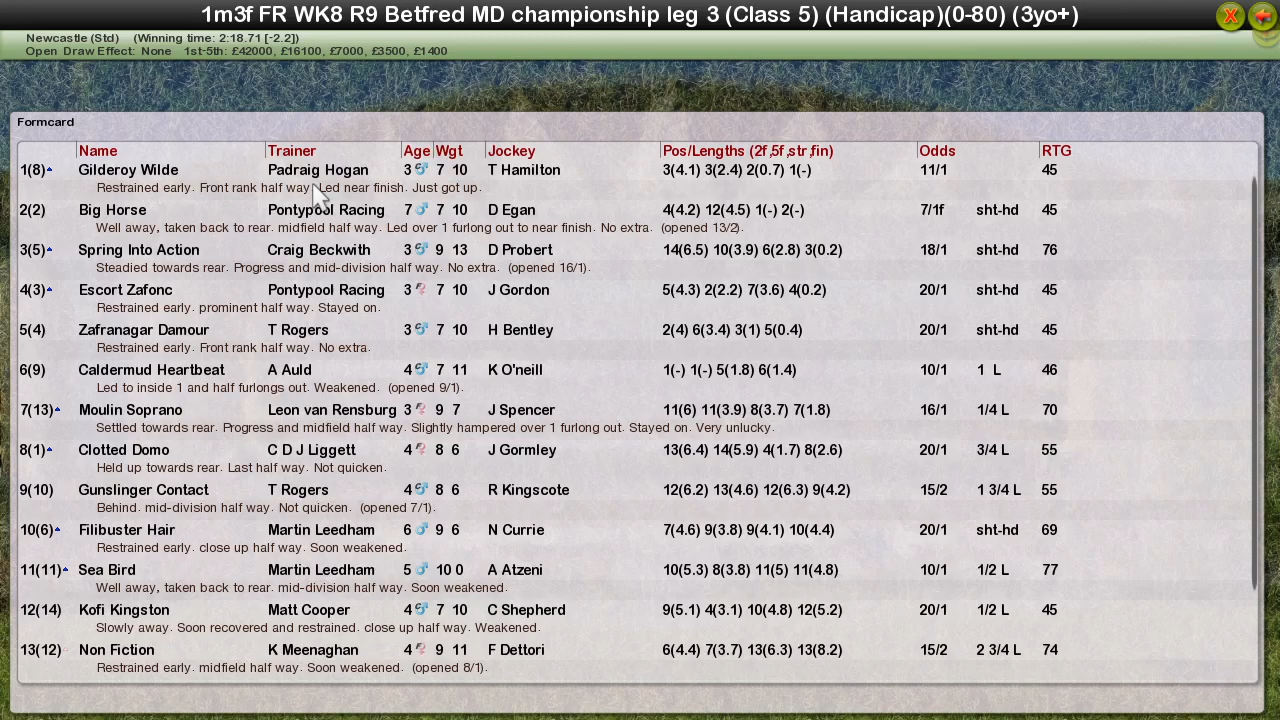 1m3f FR WK8 R9 Betfred MD championship leg 3 (Class 5) (Handicap)(0-80) (3yo+)
Newcastle (Std) (Winning time: 2:18.71 [-2.2])
Open Draw Effect: None 1st-5th: £42000, £16100, £7000, £3500, £1400
Formcard
Name Trainer Age Wgt Jockey Pos/Lengths (2f,5f,str,fin) Odds RTG
1(8) Gilderoy Wilde Padraig Hogan 3 7 10 T Hamilton 3(4.1) 3(2.4) 2(0.7) 1(-) 11/1 45
Restrained early. Front rank half way. Led near finish. Just got up.
2(2) Big Horse Pontypool Racing 7 7 10 D Egan 4(4.2) 12(4.5) 1(-) 2(-) 7/1f sht-hd 45
Well away, taken back to rear. midfield half way. Led over 1 furlong out to near finish. No extra. (opened 13/2).
3(5) Spring Into Action Craig Beckwith 3 9 13 D Probert 14(6.5) 10(3.9) 6(2.8) 3(0.2) 18/1 sht-hd 76
Steadied towards rear. Progress and mid-division half way. No extra. (opened 16/1).
4(3) Escort Zafonc Pontypool Racing 3 7 10 J Gordon 5(4.3) 2(2.2) 7(3.6) 4(0.2) 20/1 sht-hd 45
Restrained early. prominent half way. Stayed on.
5(4) Zafranagar Damour T Rogers 3 7 10 H Bentley 2(4) 6(3.4) 3(1) 5(0.4) 20/1 sht-hd 45
Restrained early. Front rank half way. No extra.
6(9) Caldermud Heartbeat A Auld 4 7 11 K O'neill 1(-) 1(-) 5(1.8) 6(1.4) 10/1 1 L 46
Led to inside 1 and half furlongs out. Weakened. (opened 9/1).
7(13) Moulin Soprano Leon van Rensburg 3 9 7 J Spencer 11(6) 11(3.9) 8(3.7) 7(1.8) 16/1 1/4 L 70
Settled towards rear. Progress and midfield half way. Slightly hampered over 1 furlong out. Stayed on. Very unlucky.
8(1) Clotted Domo C D J Liggett 4 8 6 J Gormley 13(6.4) 14(5.9) 4(1.7) 8(2.6) 20/1 3/4 L 55
Held up towards rear. Last half way. Not quicken.
9(10) Gunslinger Contact T Rogers 4 8 6 R Kingscote 12(6.2) 13(4.6) 12(6.3) 9(4.2) 15/2 1 3/4 L 55
Behind. mid-division half way. Not quicken. (opened 7/1).
10(6) Filibuster Hair Martin Leedham 6 9 6 N Currie 7(4.6) 9(3.8) 9(4.1) 10(4.4) 20/1 sht-hd 69
Restrained early. close up half way. Soon weakened.
11(11) Sea Bird Martin Leedham 5 10 0 A Atzeni 10(5.3) 8(3.8) 11(5) 11(4.8) 10/1 1/2 L 77
Well away, taken back to rear. mid-division half way. Soon weakened.
12(14) Kofi Kingston Matt Cooper 4 7 10 C Shepherd 9(5.1) 4(3.1) 10(4.8) 12(5.2) 20/1 1/2 L 45
Slowly away. Soon recovered and restrained. close up half way. Weakened.
13(12) Non Fiction K Meenaghan 4 9 11 F Dettori 6(4.4) 7(3.7) 13(6.3) 13(8.2) 15/2 2 3/4 L 74
Restrained early. midfield half way. Soon weakened. (opened 8/1).